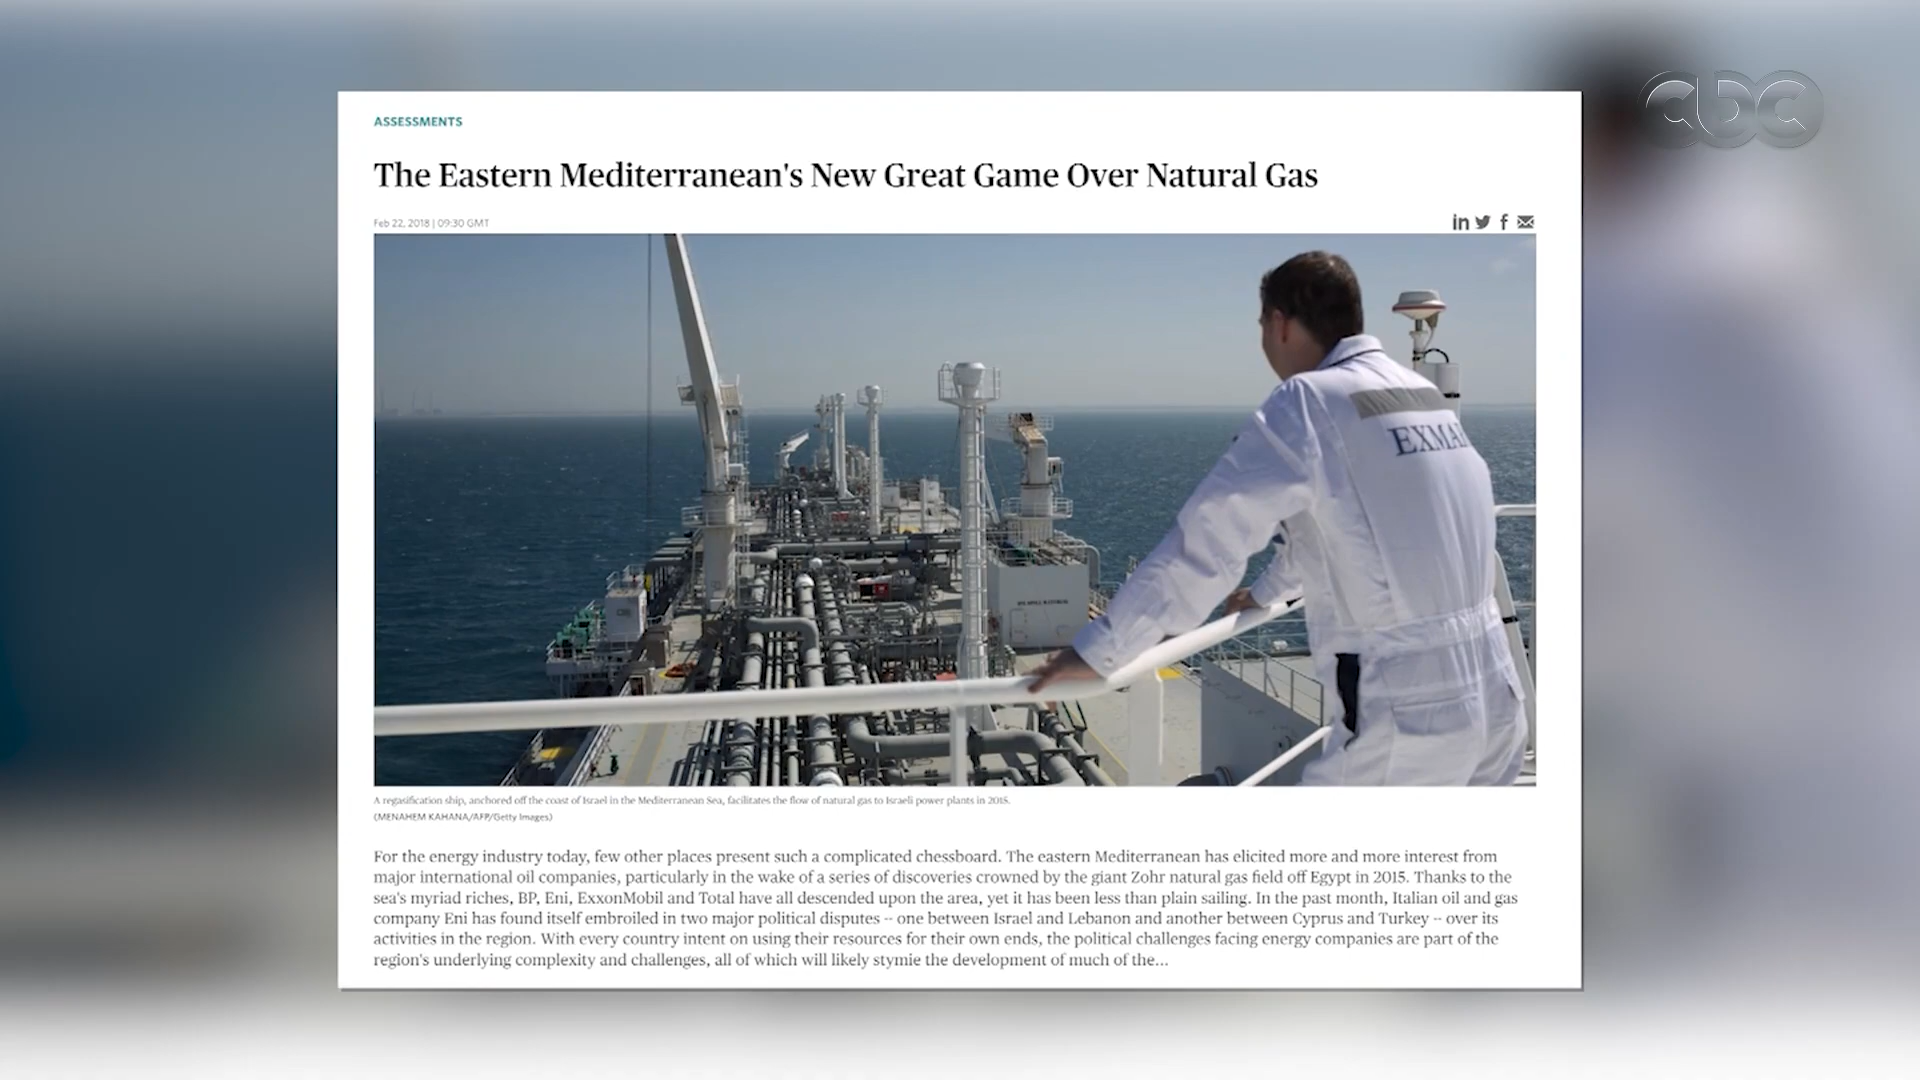 cbc
ASSESSMENTS
The Eastern Mediterranean's New Great Game Over Natural Gas
Feb 22, 2018 | 09:30 GMT
EXMA
A regasification ship, anchored off the coast of Israel in the Mediterranean Sea, facilitates the flow of natural gas to Israeli power plants in 2015.
(MENAHEM KAHANA/AFP/Getty Images)
For the energy industry today, few other places present such a complicated chessboard. The eastern Mediterranean has elicited more and more interest from
major international oil companies, particularly in the wake of a series of discoveries crowned by the giant Zohr natural gas field off Egypt in 2015. Thanks to the
sea's myriad riches, BP, Eni, ExxonMobil and Total have all descended upon the area, yet it has been less than plain sailing. In the past month, Italian oil and gas
company Eni has found itself embroiled in two major political disputes -- one between Israel and Lebanon and another between Cyprus and Turkey -- over its
activities in the region. With every country intent on using their resources for their own ends, the political challenges facing energy companies are part of the
region's underlying complexity and challenges, all of which will likely stymie the development of much of the...